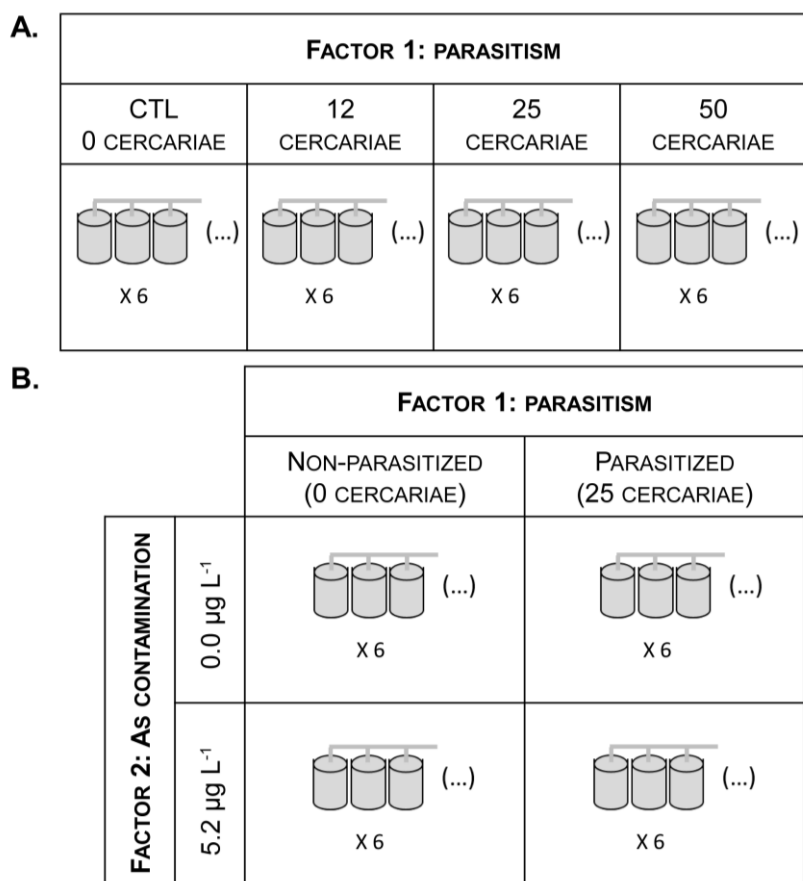 A.
FACTOR 1: PARASITISM
CTL
0 CERCARIAE
12
CERCARIAE
25
CERCARIAE
50
CERCARIAE
(...)
(...)
(...)
(...)
X 6
X 6
X 6
X 6
B.
FACTOR 1: PARASITISM
NON-PARASITIZED
(0 CERCARIAE)
PARASITIZED
(25 CERCARIAE)
FACTOR 2: AS CONTAMINATION
0.0 µg L⁻¹
(...)
(...)
X 6
X 6
5.2 µg L⁻¹
(...)
(...)
X 6
X 6